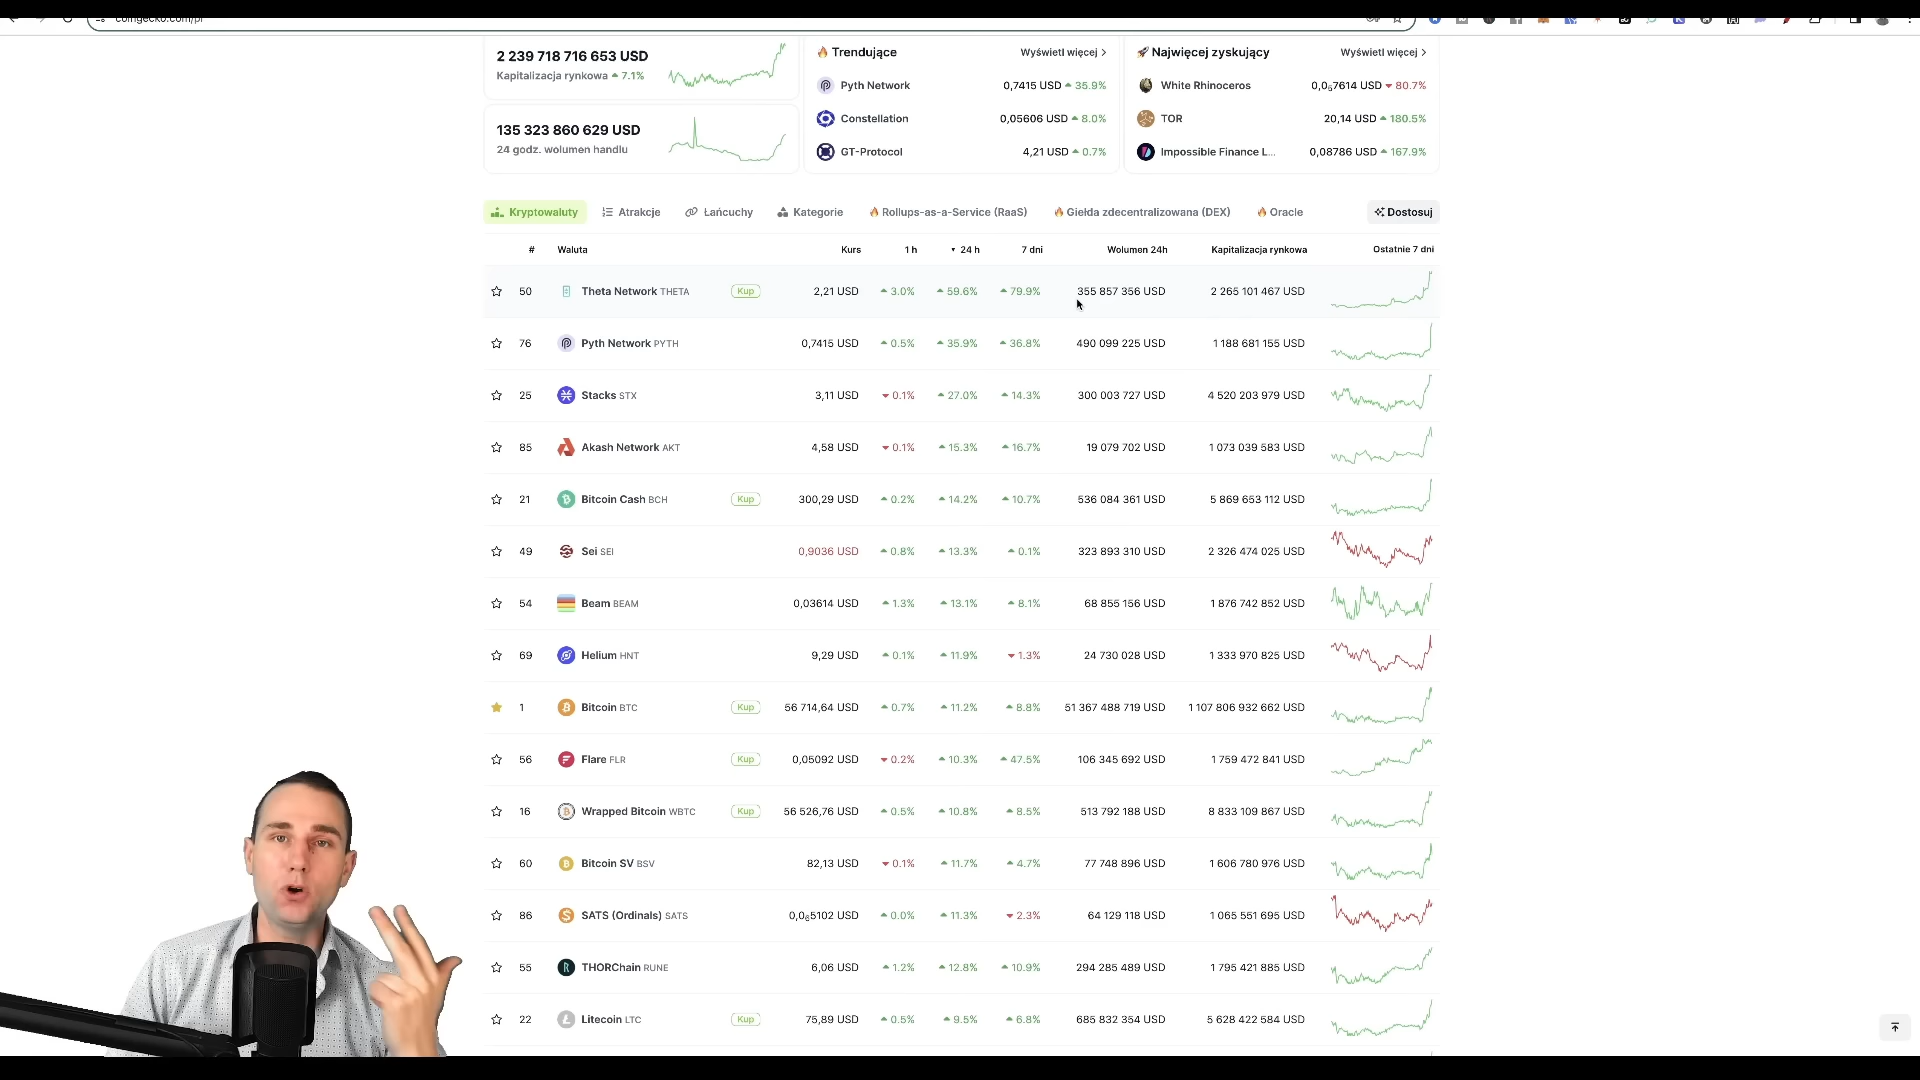 coingecko.com/pl
2 239 718 716 653 USD
Kapitalizacja rynkowa 7.1%
135 323 860 629 USD
24 godz. wolumen handlu
Trendujące Wyświetl więcej
Pyth Network 0,7415 USD 35.9%
Constellation 0,05606 USD 8.0%
GT-Protocol 4,21 USD 0.7%
Najwięcej zyskujący Wyświetl więcej
White Rhinoceros 0,0₅7614 USD 80.7%
TOR 20,14 USD 180.5%
Impossible Finance L... 0,08786 USD 167.9%
Kryptowaluty Atrakcje Łańcuchy Kategorie Rollups-as-a-Service (RaaS) Giełda zdecentralizowana (DEX) Oracle Dostosuj
# Waluta Kurs 1 h 24 h 7 dni Wolumen 24h Kapitalizacja rynkowa Ostatnie 7 dni
50 Theta Network THETA Kup 2,21 USD 3.0% 59.6% 79.9% 355 857 356 USD 2 265 101 467 USD
76 Pyth Network PYTH 0,7415 USD 0.5% 35.9% 36.8% 490 099 225 USD 1 188 681 155 USD
25 Stacks STX 3,11 USD 0.1% 27.0% 14.3% 300 003 727 USD 4 520 203 979 USD
85 Akash Network AKT 4,58 USD 0.1% 15.3% 16.7% 19 079 702 USD 1 073 039 583 USD
21 Bitcoin Cash BCH Kup 300,29 USD 0.2% 14.2% 10.7% 536 084 361 USD 5 869 653 112 USD
49 Sei SEI 0,9036 USD 0.8% 13.3% 0.1% 323 893 310 USD 2 326 474 025 USD
54 Beam BEAM 0,03614 USD 1.3% 13.1% 8.1% 68 855 156 USD 1 876 742 852 USD
69 Helium HNT 9,29 USD 0.1% 11.9% 1.3% 24 730 028 USD 1 333 970 825 USD
1 Bitcoin BTC Kup 56 714,64 USD 0.7% 11.2% 8.8% 51 367 488 719 USD 1 107 806 932 662 USD
56 Flare FLR Kup 0,05092 USD 0.2% 10.3% 47.5% 106 345 692 USD 1 759 472 841 USD
16 Wrapped Bitcoin WBTC Kup 56 526,76 USD 0.5% 10.8% 8.5% 513 792 188 USD 8 833 109 867 USD
60 Bitcoin SV BSV 82,13 USD 0.1% 11.7% 4.7% 77 748 896 USD 1 606 780 976 USD
86 SATS (Ordinals) SATS 0,0₆5102 USD 0.0% 11.3% 2.3% 64 129 118 USD 1 065 551 695 USD
55 THORChain RUNE 6,06 USD 1.2% 12.8% 10.9% 294 285 489 USD 1 795 421 885 USD
22 Litecoin LTC Kup 75,89 USD 0.5% 9.5% 6.8% 685 832 354 USD 5 628 422 584 USD